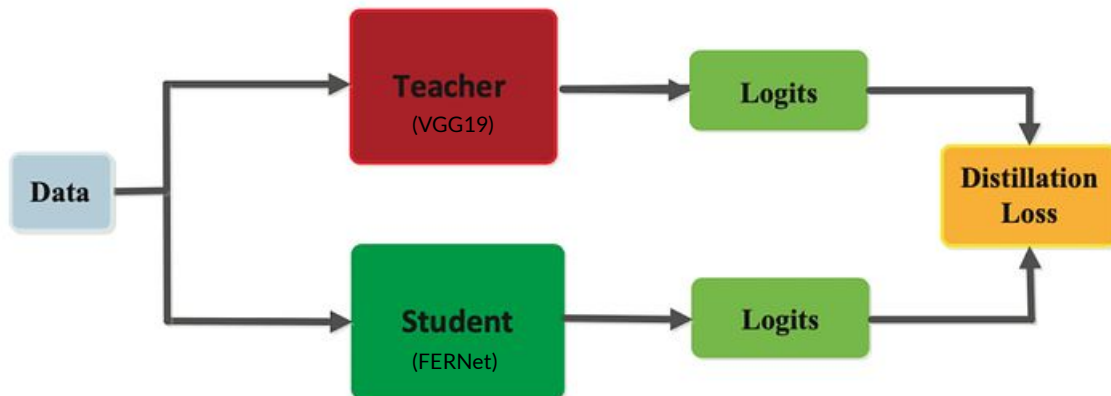 Teacher
(VGG19)
Logits
Data
Distillation
Loss
Student
(FERNet)
Logits